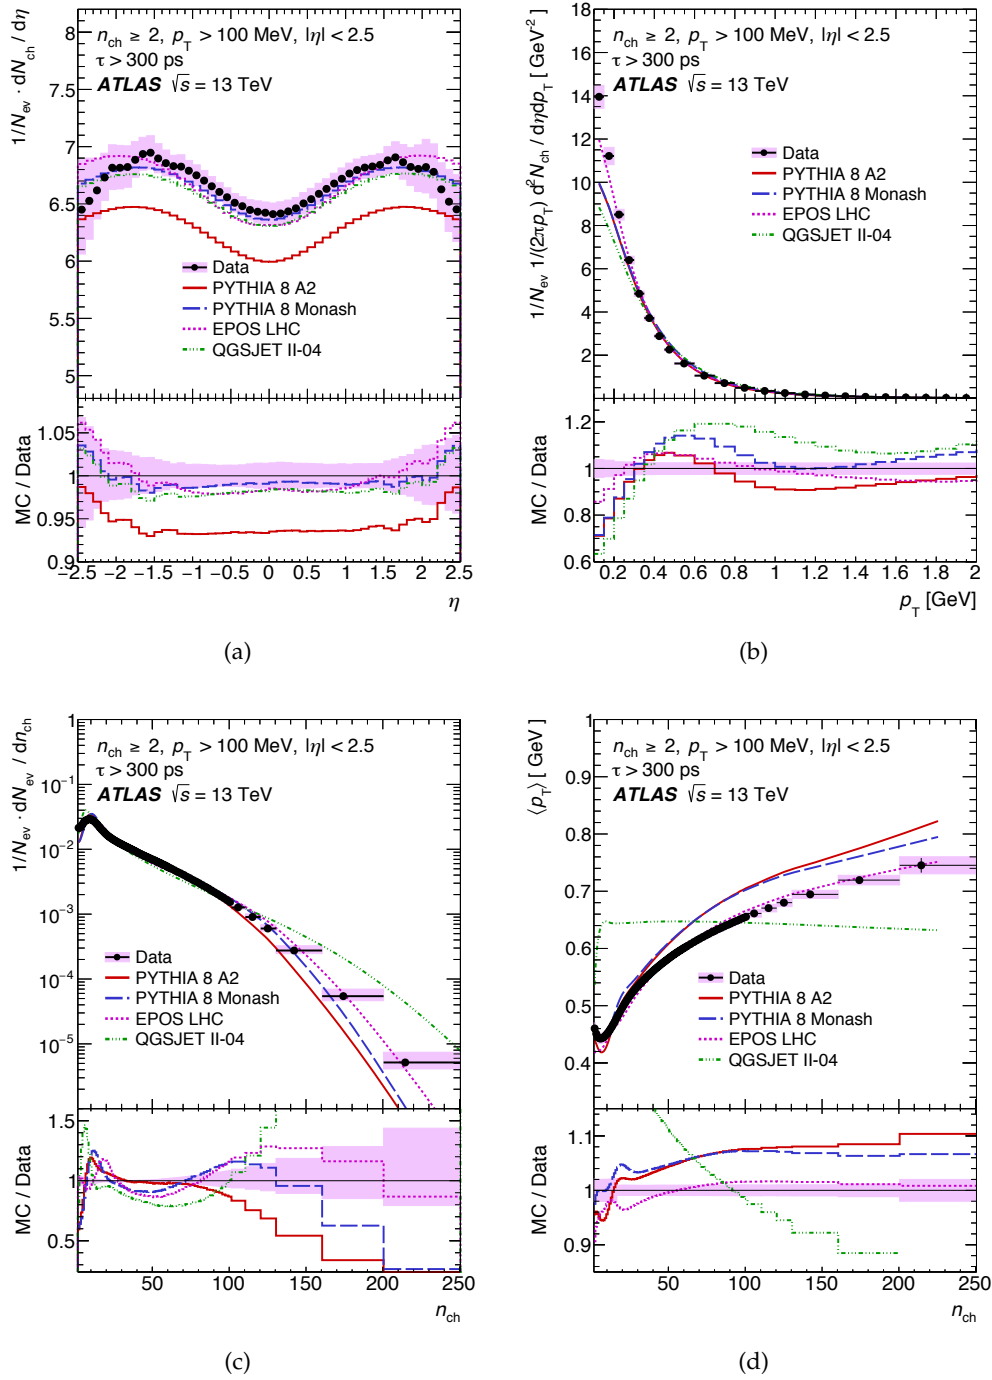 1/N_ev · dN_ch / dη
n_ch ≥ 2, p_T > 100 MeV, |η| < 2.5
τ > 300 ps
ATLAS √s = 13 TeV
8
7.5
7
6.5
6
5.5
5
Data
PYTHIA 8 A2
PYTHIA 8 Monash
EPOS LHC
QGSJET II-04
MC / Data
1.05
1
0.95
0.9
−2.5 −2 −1.5 −1 −0.5 0 0.5 1 1.5 2 2.5
η
(a)
1/N_ev 1/(2πp_T) d²N_ch / dηdp_T [ GeV⁻² ]
n_ch ≥ 2, p_T > 100 MeV, |η| < 2.5
τ > 300 ps
ATLAS √s = 13 TeV
18
16
14
12
10
8
6
4
2
Data
PYTHIA 8 A2
PYTHIA 8 Monash
EPOS LHC
QGSJET II-04
MC / Data
1.2
1
0.8
0.6
0.2 0.4 0.6 0.8 1 1.2 1.4 1.6 1.8 2
p_T [GeV]
(b)
1/N_ev · dN_ev / dn_ch
n_ch ≥ 2, p_T > 100 MeV, |η| < 2.5
τ > 300 ps
ATLAS √s = 13 TeV
1
10⁻¹
10⁻²
10⁻³
10⁻⁴
10⁻⁵
Data
PYTHIA 8 A2
PYTHIA 8 Monash
EPOS LHC
QGSJET II-04
MC / Data
1.5
1
0.5
50 100 150 200 250
n_ch
(c)
⟨p_T⟩ [ GeV ]
n_ch ≥ 2, p_T > 100 MeV, |η| < 2.5
τ > 300 ps
ATLAS √s = 13 TeV
1
0.9
0.8
0.7
0.6
0.5
0.4
Data
PYTHIA 8 A2
PYTHIA 8 Monash
EPOS LHC
QGSJET II-04
MC / Data
1.1
1
0.9
50 100 150 200 250
n_ch
(d)